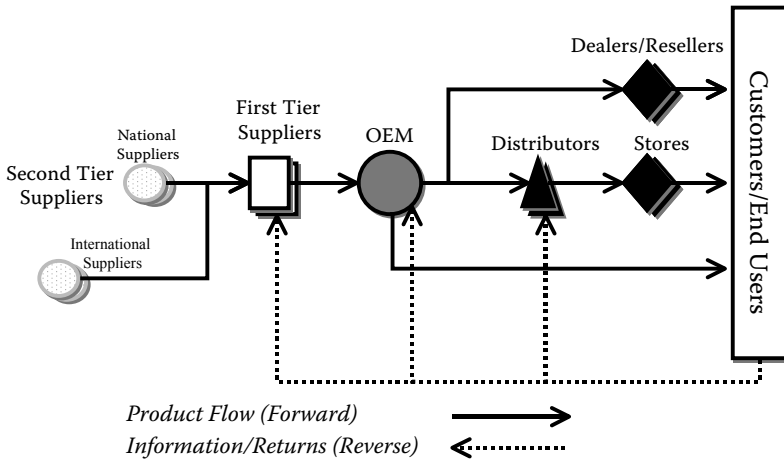 Dealers/Resellers
First Tier
Suppliers
OEM
Distributors
Stores
National
Suppliers
Second Tier
Suppliers
International
Suppliers
Customers/End Users
Product Flow (Forward)
Information/Returns (Reverse)